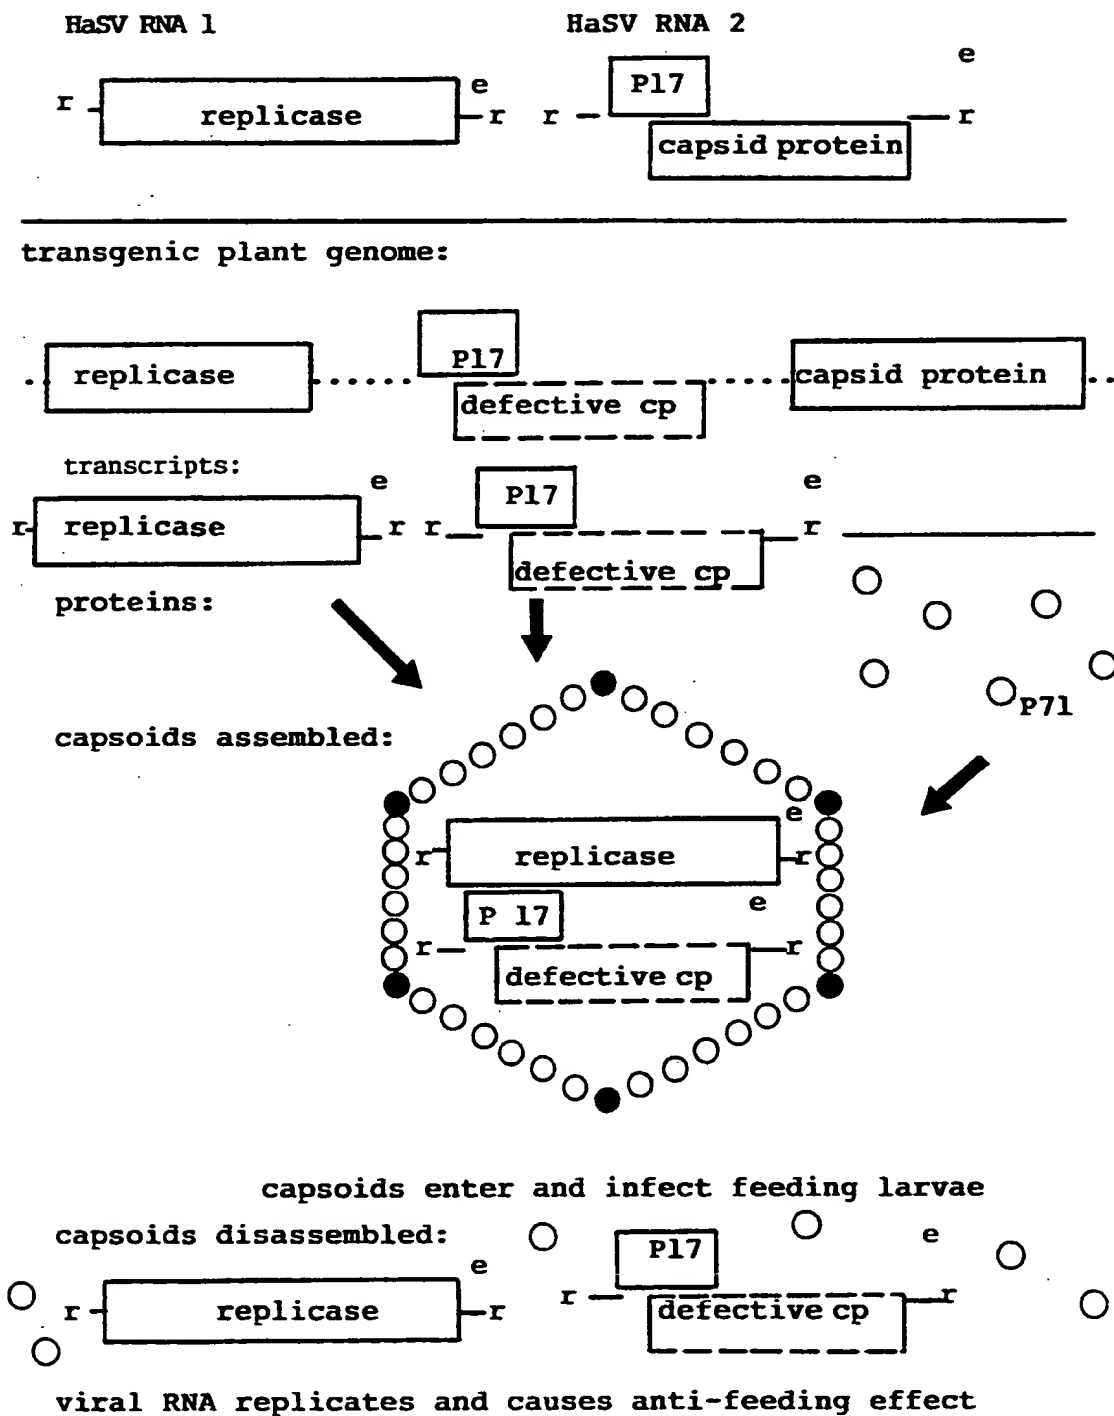 HaSV RNA 1 HaSV RNA 2
e e
r replicase r r P17 r
capsid protein
transgenic plant genome:
replicase P17 capsid protein
defective cp
transcripts:
e e
r replicase r r P17 r
defective cp
proteins:
P71
capsoids assembled:
e
r replicase r
P 17 e
r r
defective cp
capsoids enter and infect feeding larvae
capsoids disassembled: P17 e
e
r replicase r r r
defective cp
viral RNA replicates and causes anti-feeding effect